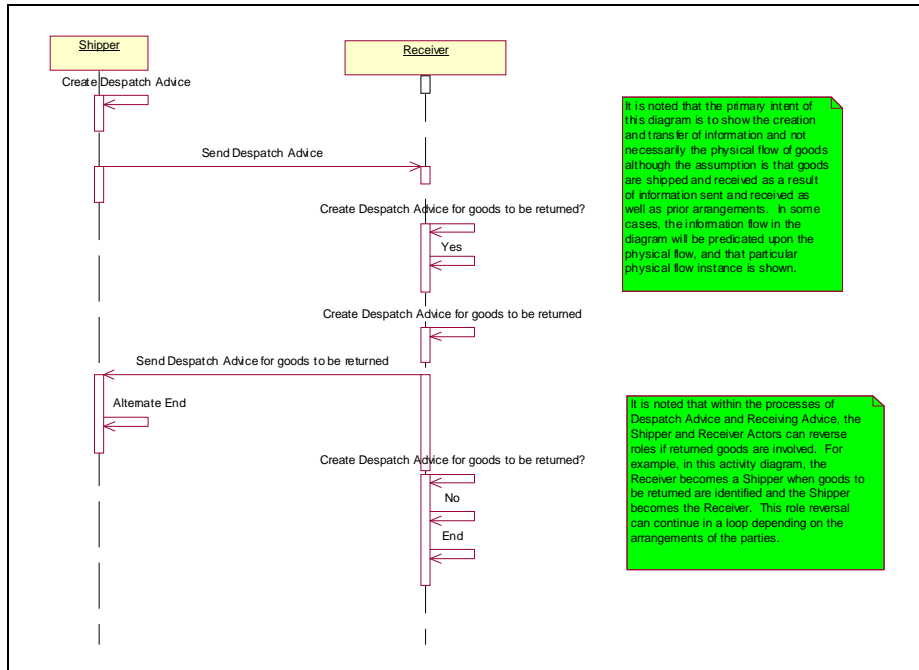 Shipper
Receiver
Create Despatch Advice
Send Despatch Advice
Create Despatch Advice for goods to be returned?
Yes
Create Despatch Advice for goods to be returned
Send Despatch Advice for goods to be returned
Alternate End
Create Despatch Advice for goods to be returned?
No
End
It is noted that the primary intent of
this diagram is to show the creation
and transfer of information and not
necessarily the physical flow of goods
although the assumption is that goods
are shipped and received as a result
of information sent and received as
well as prior arrangements.  In some
cases, the information flow in the
diagram will be predicated upon the
physical flow, and that particular
physical flow instance is shown.
It is noted that within the processes of
Despatch Advice and Receiving Advice, the
Shipper and Receiver Actors can reverse
roles if returned goods are involved.  For
example, in this activity diagram, the
Receiver becomes a Shipper when goods to
be returned are identified and the Shipper
becomes the Receiver.  This role reversal
can continue in a loop depending on the
arrangements of the parties.